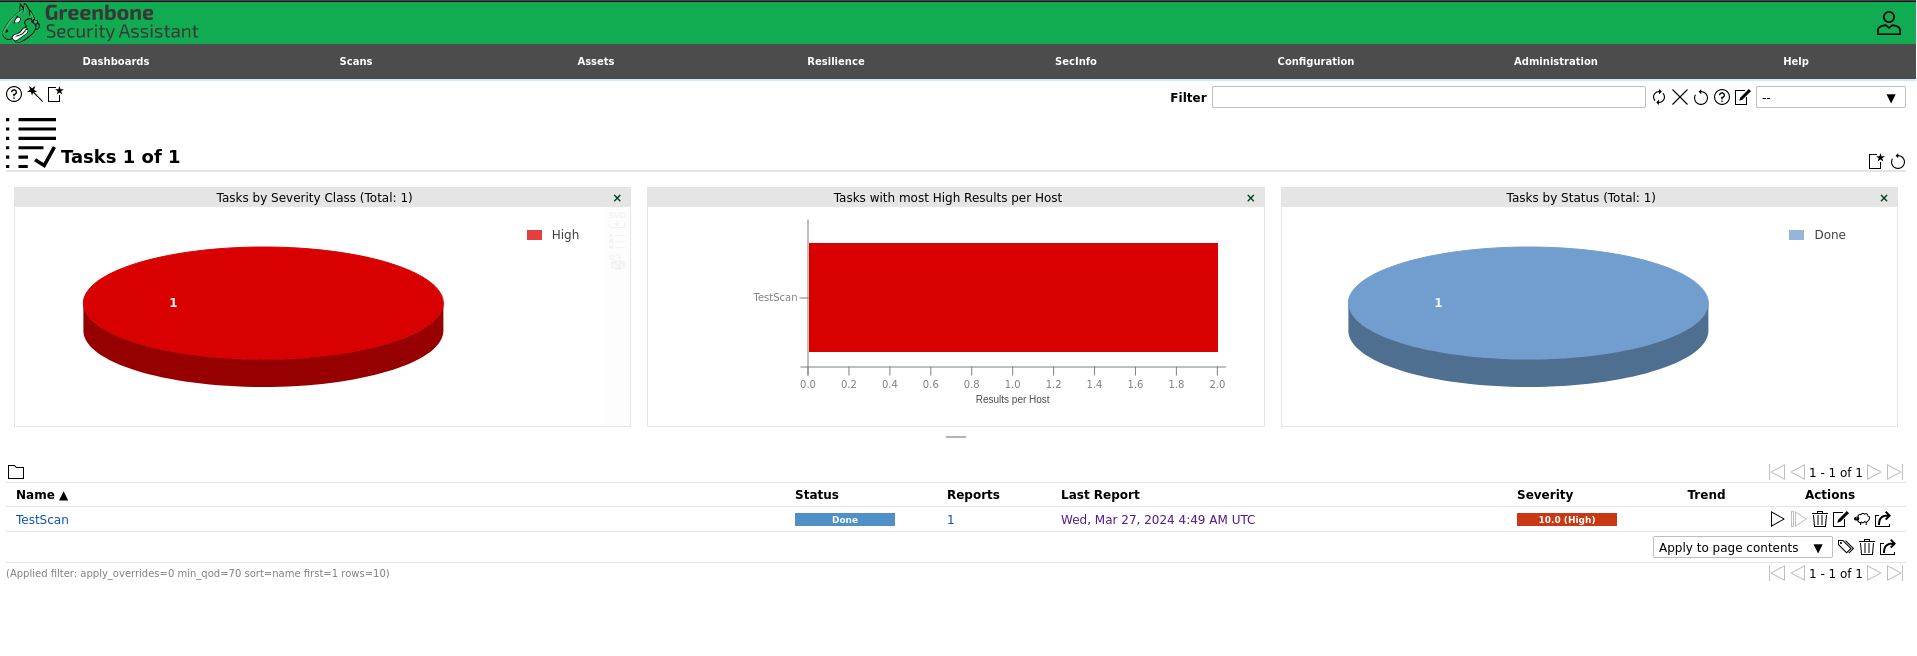 Greenbone
Security Assistant
Dashboards Scans Assets Resilience SecInfo Configuration Administration Help
Filter --
Tasks 1 of 1
Tasks by Severity Class (Total: 1) ×
High
1
Tasks with most High Results per Host ×
TestScan
0.0 0.2 0.4 0.6 0.8 1.0 1.2 1.4 1.6 1.8 2.0
Results per Host
Tasks by Status (Total: 1) ×
Done
1
1 - 1 of 1
Name ▲ Status Reports Last Report Severity Trend Actions
TestScan Done 1 Wed, Mar 27, 2024 4:49 AM UTC 10.0 (High)
Apply to page contents ▼
(Applied filter: apply_overrides=0 min_qod=70 sort=name first=1 rows=10) 1 - 1 of 1